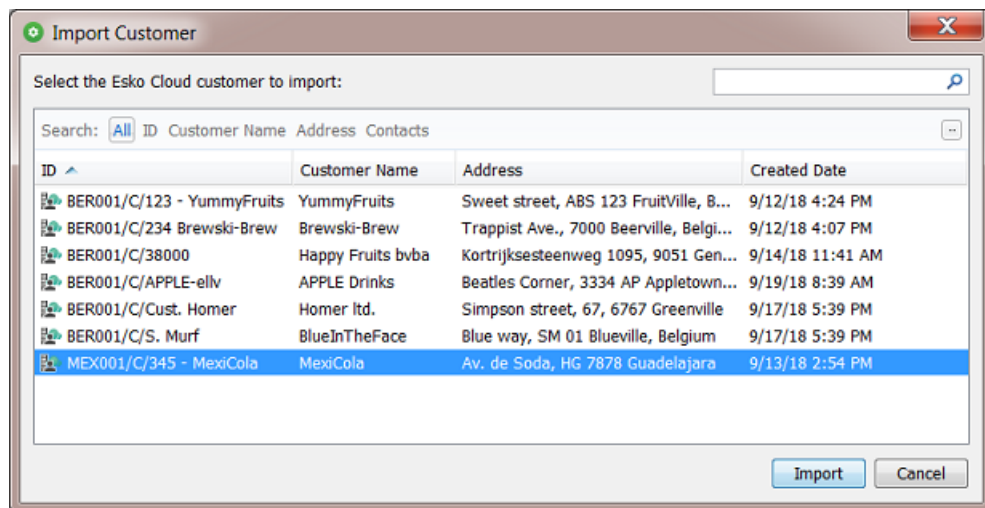 Import Customer
Select the Esko Cloud customer to import:
Search: All ID Customer Name Address Contacts
ID Customer Name Address Created Date
BER001/C/123 - YummyFruits YummyFruits Sweet street, ABS 123 FruitVille, B... 9/12/18 4:24 PM
BER001/C/234 Brewski-Brew Brewski-Brew Trappist Ave., 7000 Beerville, Belgi... 9/12/18 4:07 PM
BER001/C/38000 Happy Fruits bvba Kortrijksesteenweg 1095, 9051 Gen... 9/14/18 11:41 AM
BER001/C/APPLE-ellv APPLE Drinks Beatles Corner, 3334 AP Appletown... 9/19/18 8:39 AM
BER001/C/Cust. Homer Homer ltd. Simpson street, 67, 6767 Greenville 9/17/18 5:39 PM
BER001/C/S. Murf BlueInTheFace Blue way, SM 01 Blueville, Belgium 9/17/18 5:39 PM
MEX001/C/345 - MexiCola MexiCola Av. de Soda, HG 7878 Guadelajara 9/13/18 2:54 PM
Import Cancel